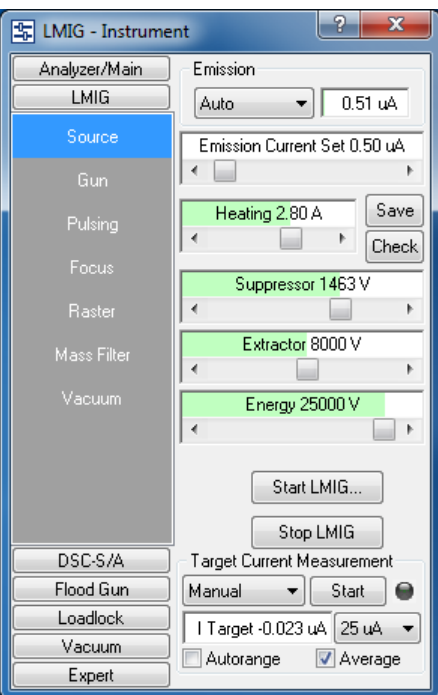 LMIG - Instrument
?
X
Analyzer/Main
LMIG
Source
Gun
Pulsing
Focus
Raster
Mass Filter
Vacuum
DSC-S/A
Flood Gun
Loadlock
Vacuum
Expert
Emission
Auto 0.51 uA
Emission Current Set 0.50 uA
Heating 2.80 A Save
Check
Suppressor 1463 V
Extractor 8000 V
Energy 25000 V
Start LMIG...
Stop LMIG
Target Current Measurement
Manual Start
I Target -0.023 uA 25 uA
Autorange Average